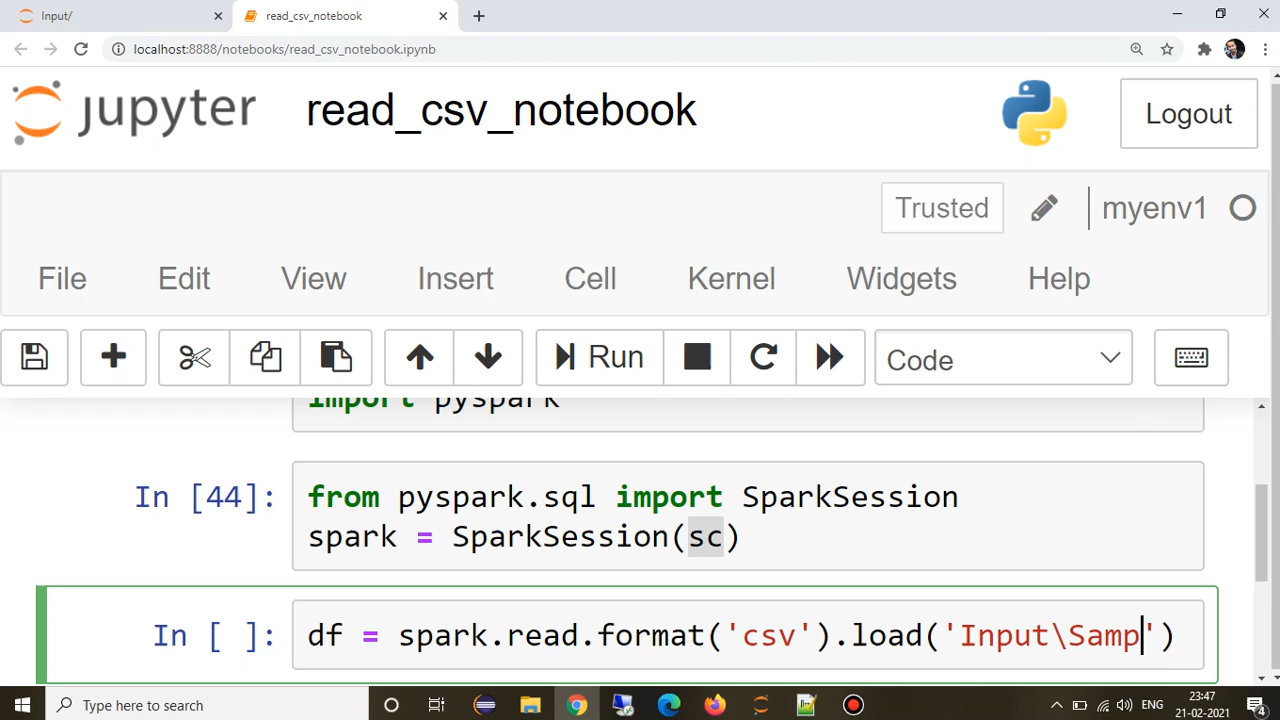 Input/
read_csv_notebook
localhost:8888/notebooks/read_csv_notebook.ipynb
jupyter read_csv_notebook Logout
Trusted myenv1
File Edit View Insert Cell Kernel Widgets Help
Run Code
import pyspark
In [44]: from pyspark.sql import SparkSession
spark = SparkSession(sc)
In [ ]: df = spark.read.format('csv').load('Input\Samp')
Type here to search
ENG
23:47
21-02-2021
4